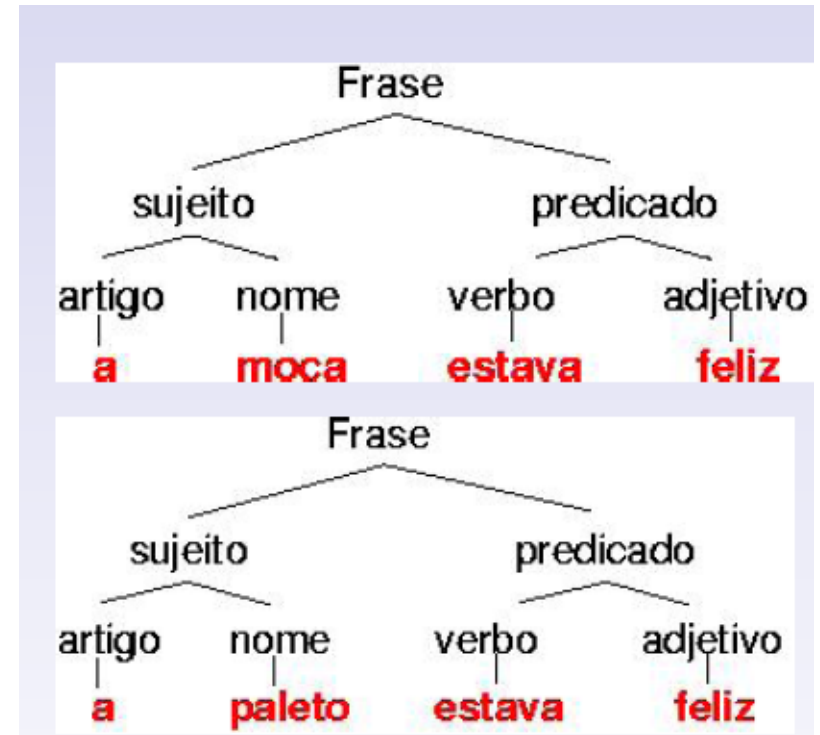 Frase
sujeito predicado
artigo nome verbo adjetivo
a moca estava feliz
Frase
sujeito predicado
artigo nome verbo adjetivo
a paleto estava feliz